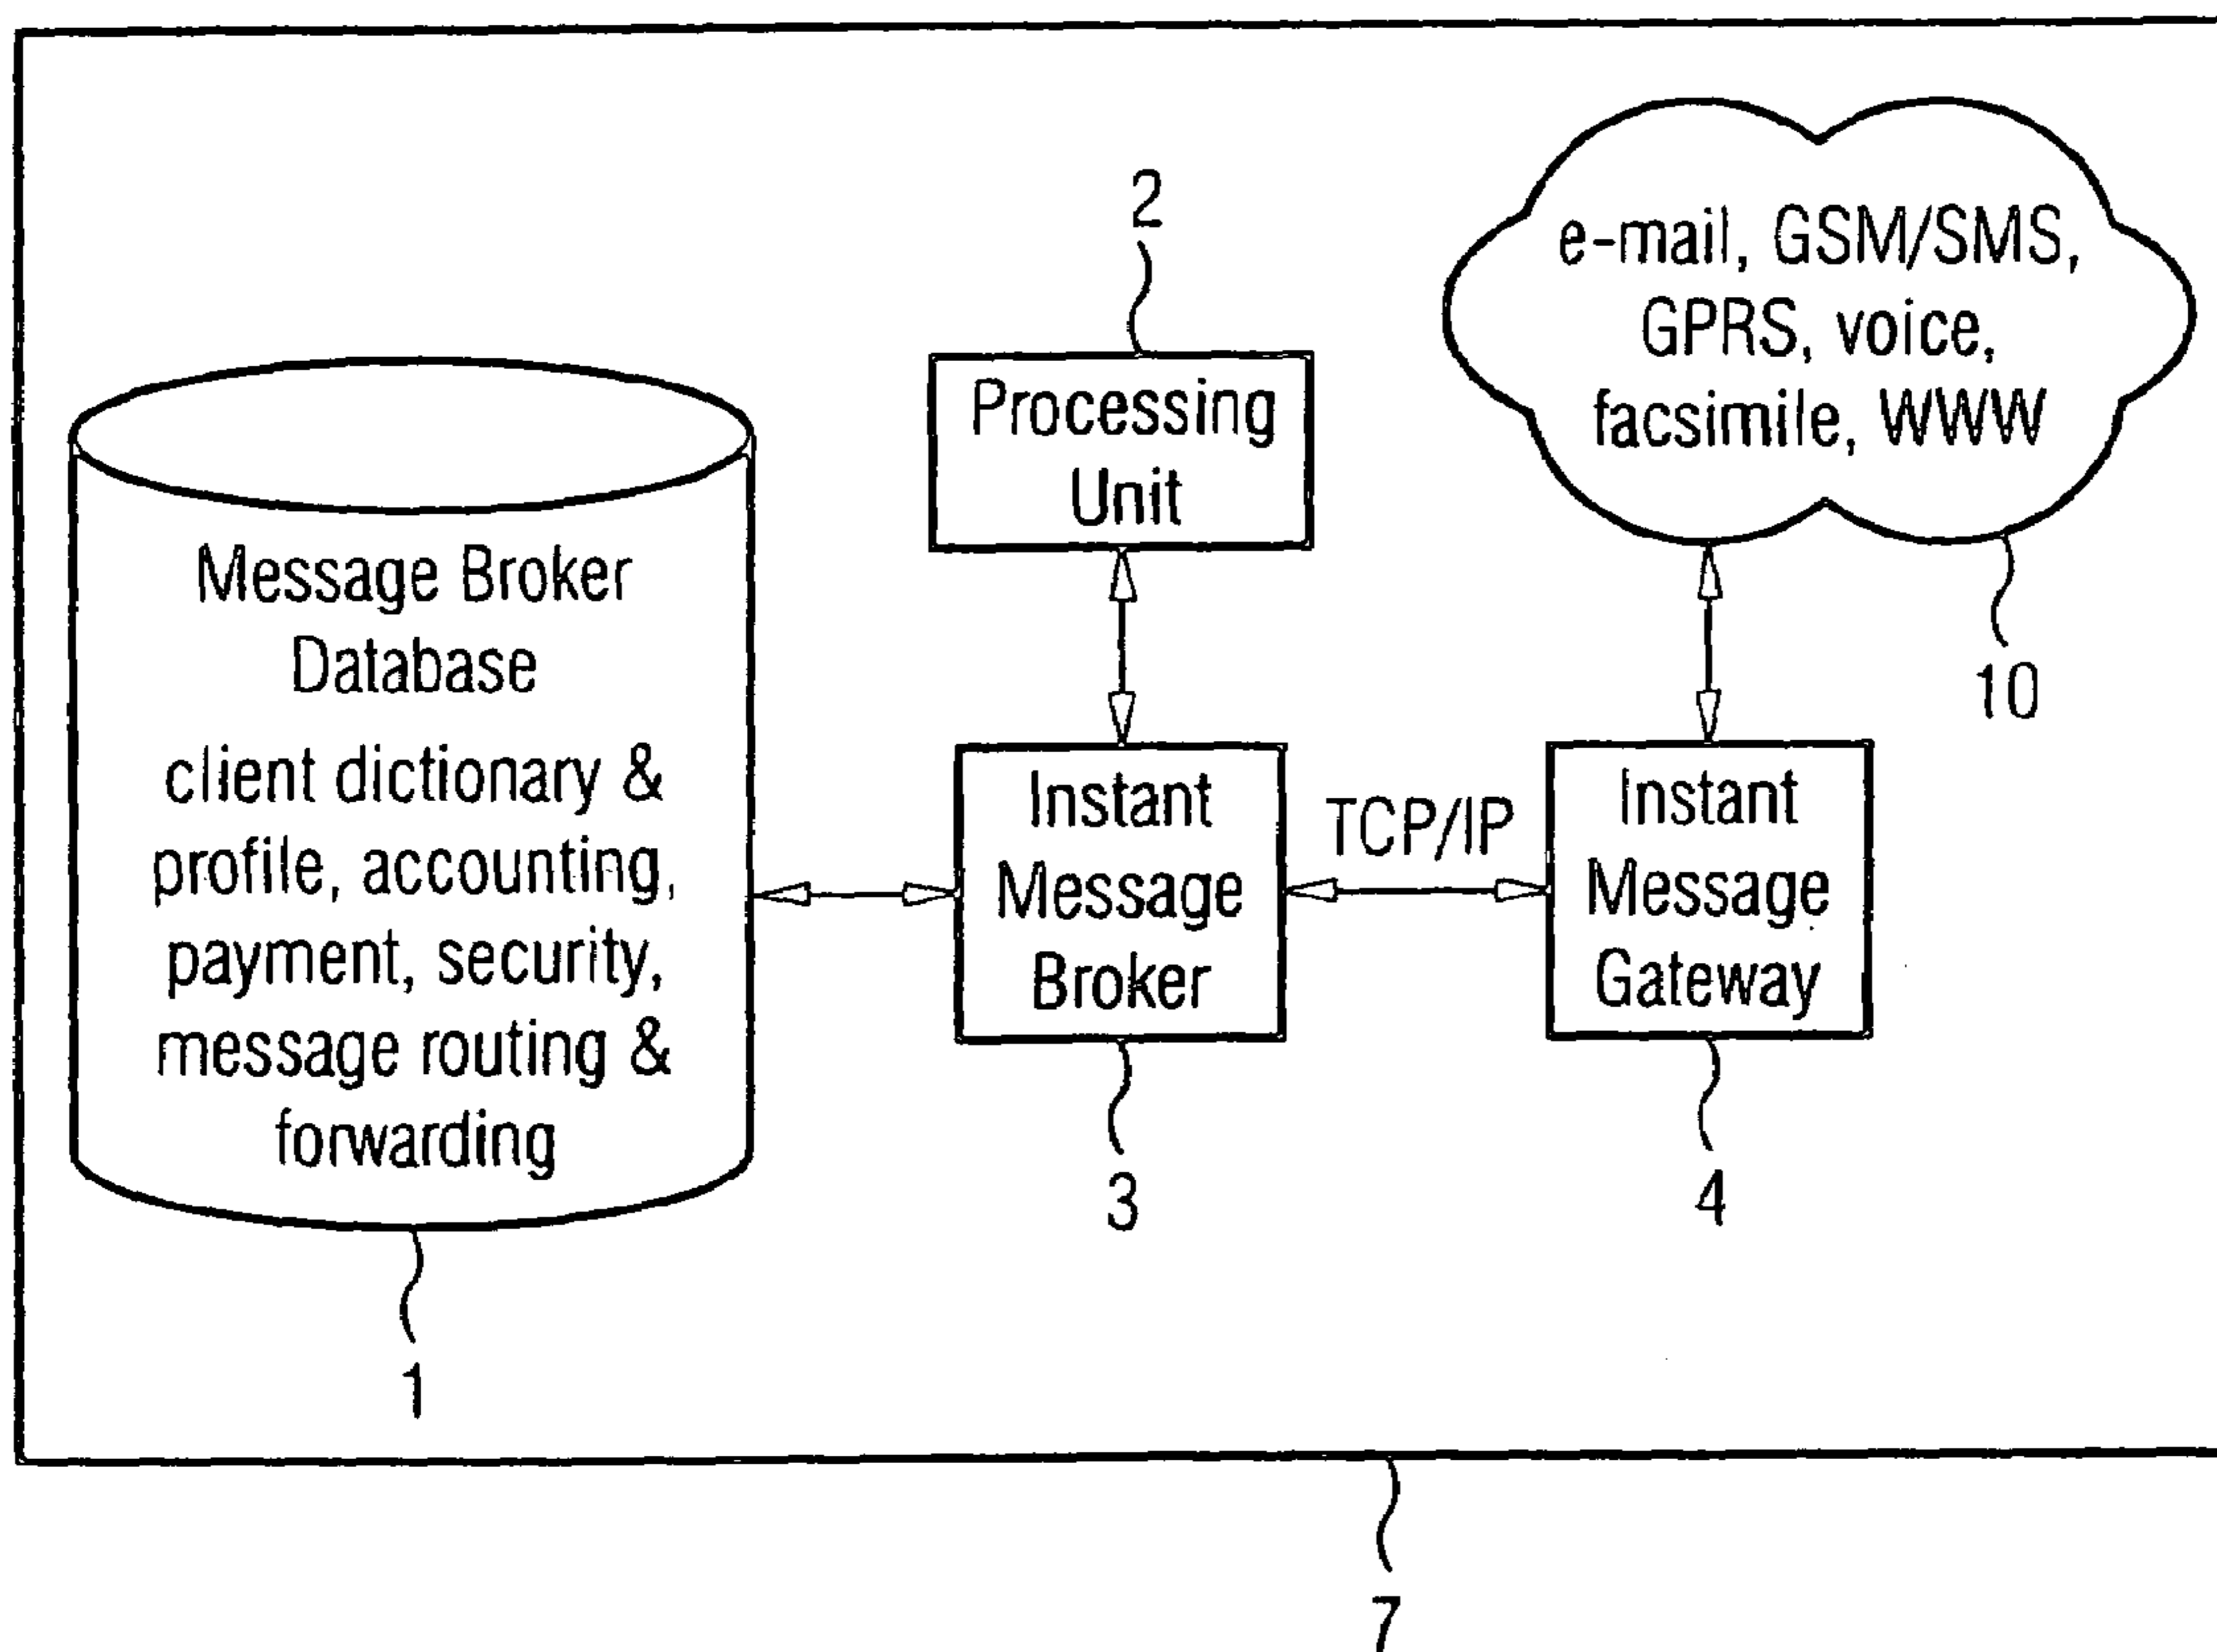 2
e-mail, GSM/SMS,
GPRS, voice,
facsimile, WWW
10
Processing
Unit
Message Broker
Database
client dictionary &
profile, accounting,
payment, security,
message routing &
forwarding
1
Instant
Message
Broker
3
TCP/IP
Instant
Message
Gateway
4
7